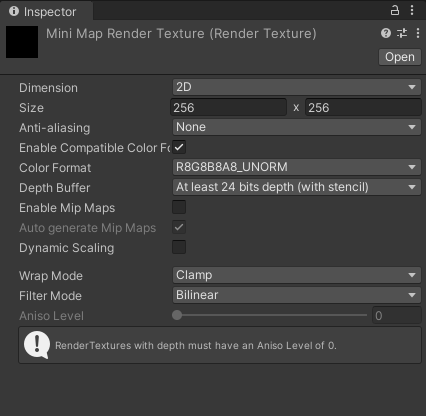 Inspector
Mini Map Render Texture (Render Texture)
Open
Dimension 2D
Size 256 x 256
Anti-aliasing None
Enable Compatible Color Fo
Color Format R8G8B8A8_UNORM
Depth Buffer At least 24 bits depth (with stencil)
Enable Mip Maps
Auto generate Mip Maps
Dynamic Scaling
Wrap Mode Clamp
Filter Mode Bilinear
Aniso Level 0
RenderTextures with depth must have an Aniso Level of 0.